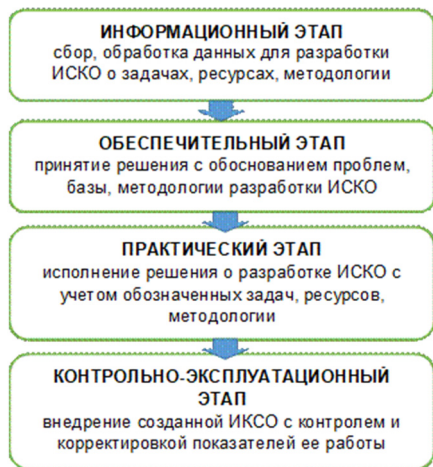 ИНФОРМАЦИОННЫЙ ЭТАП
сбор, обработка данных для разработки
ИСКО о задачах, ресурсах, методологии
ОБЕСПЕЧИТЕЛЬНЫЙ ЭТАП
принятие решения с обоснованием проблем,
базы, методологии разработки ИСКО
ПРАКТИЧЕСКИЙ ЭТАП
исполнение решения о разработке ИСКО с
учетом обозначенных задач, ресурсов,
методологии
КОНТРОЛЬНО-ЭКСПЛУАТАЦИОННЫЙ
ЭТАП
внедрение созданной ИКСО с контролем и
корректировкой показателей ее работы